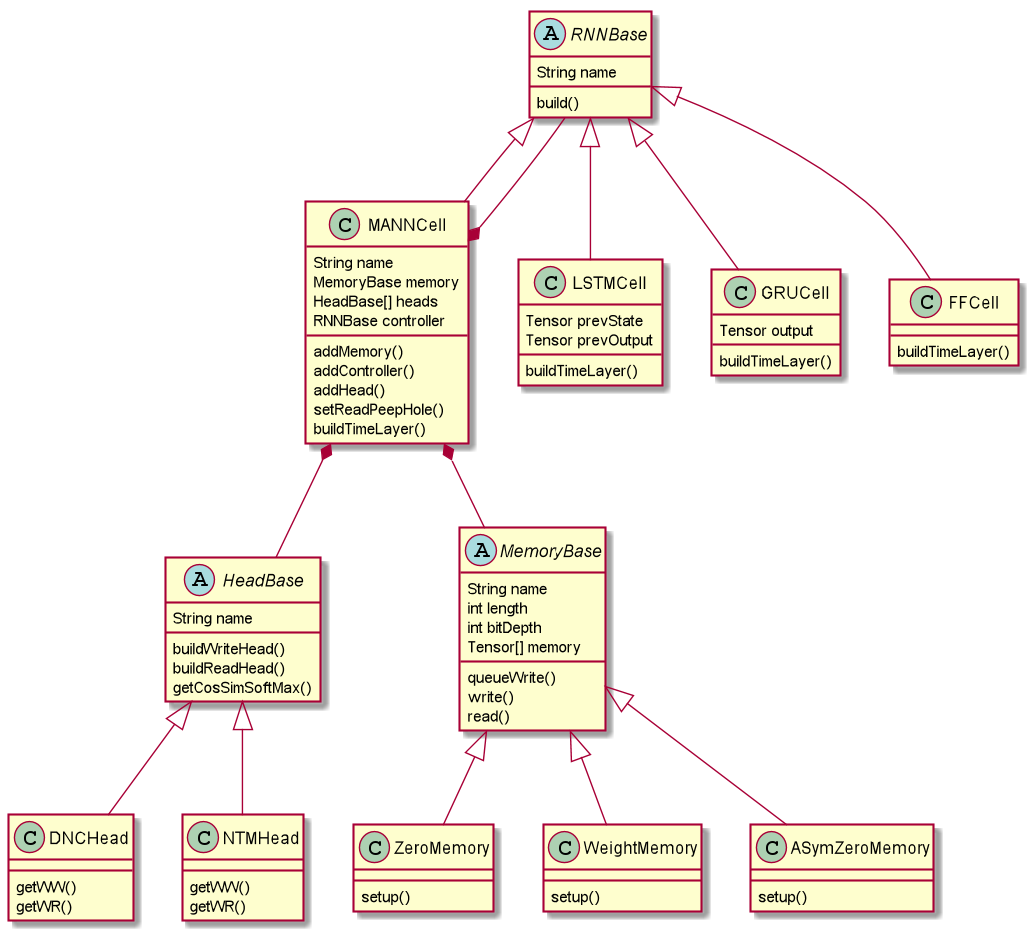 A RNNBase
String name
build()
C MANNCell
String name
MemoryBase memory
HeadBase[] heads
RNNBase controller
addMemory()
addController()
addHead()
setReadPeepHole()
buildTimeLayer()
C LSTMCell
Tensor prevState
Tensor prevOutput
buildTimeLayer()
C GRUCell
Tensor output
buildTimeLayer()
C FFCell
buildTimeLayer()
A HeadBase
String name
buildWriteHead()
buildReadHead()
getCosSimSoftMax()
A MemoryBase
String name
int length
int bitDepth
Tensor[] memory
queueWrite()
write()
read()
C DNCHead
getWW()
getWR()
C NTMHead
getWW()
getWR()
C ZeroMemory
setup()
C WeightMemory
setup()
C ASymZeroMemory
setup()